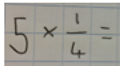 5 × 1/4 =